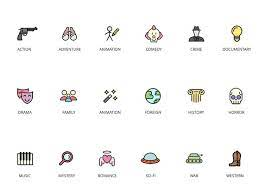 ACTION ADVENTURE ANIMATION COMEDY CRIME DOCUMENTARY
DRAMA FAMILY ANIMATION FOREIGN HISTORY HORROR
MUSIC MYSTERY ROMANCE SCI-FI WAR WESTERN